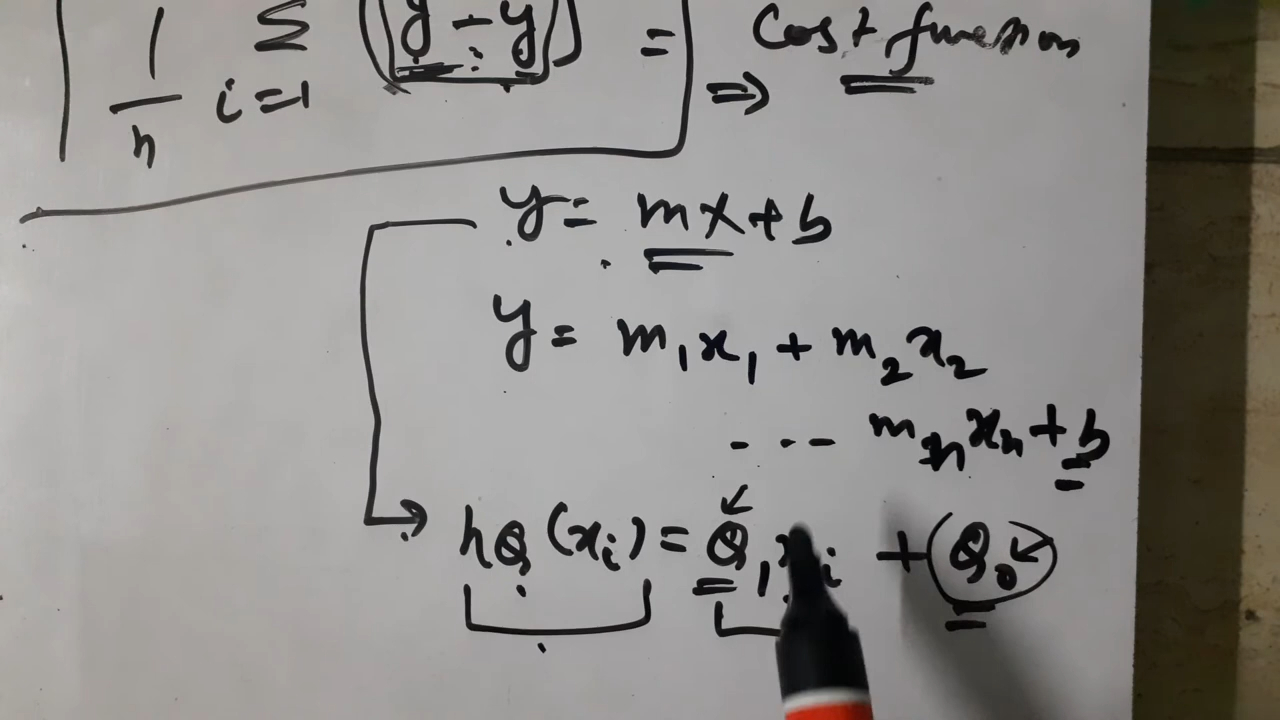 1/n Σ i=1 (y - y) = ⇒ Cost function
y = mx + b
y = m₁x₁ + m₂x₂
--- mₙxₙ + b
hθ(xᵢ) = θ₁xᵢ + θ₀